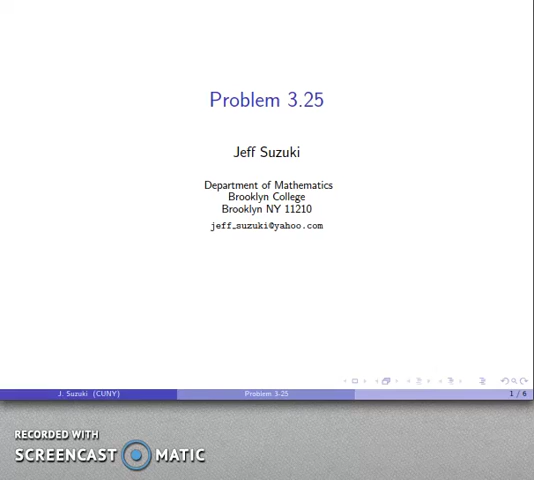 Problem 3.25
Jeff Suzuki
Department of Mathematics
Brooklyn College
Brooklyn NY 11210
jeff_suzuki@yahoo.com
J. Suzuki (CUNY)
Problem 3-25
1 / 6
RECORDED WITH
SCREENCAST MATIC